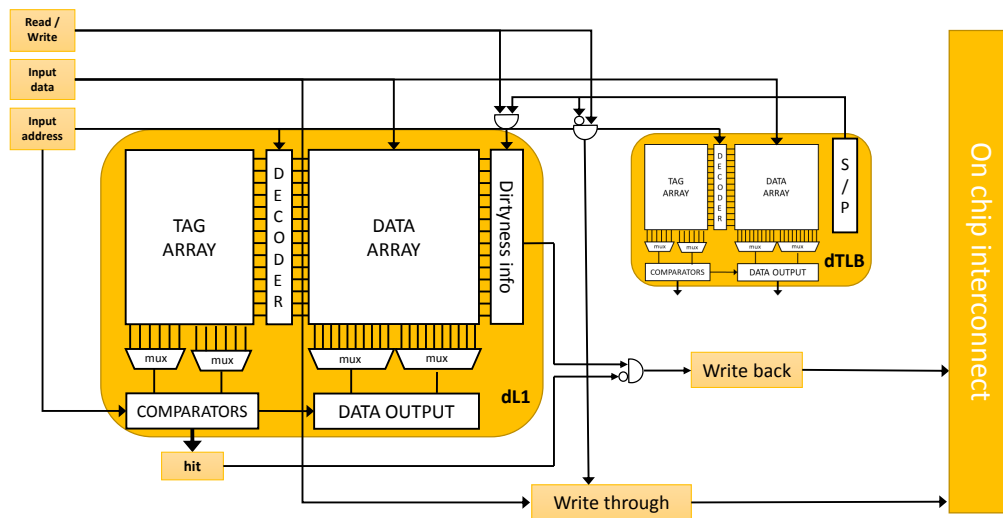 Read /
Write
Input
data
Input
address
TAG
ARRAY
DECODER
DATA
ARRAY
Dirtyness info
mux
mux
mux
mux
COMPARATORS
DATA OUTPUT
dL1
hit
TAG
ARRAY
DECODER
DATA
ARRAY
S/P
mux
mux
mux
mux
dTLB
COMPARATORS
DATA OUTPUT
Write back
Write through
On chip interconnect